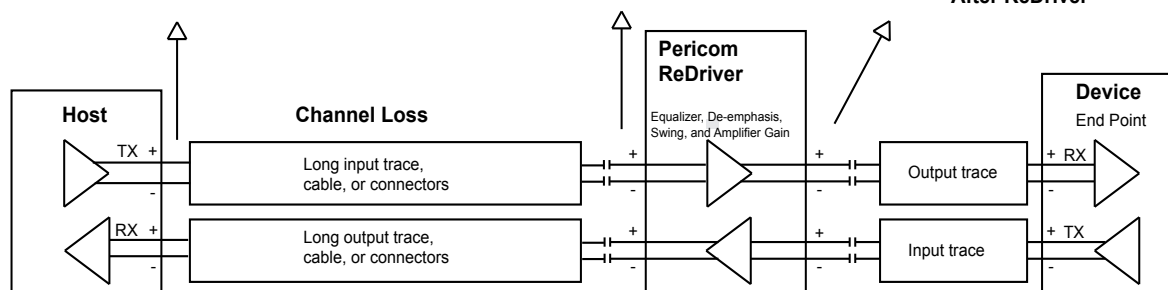 After ReDriver
Pericom
ReDriver
Host
Channel Loss
Equalizer, De-emphasis,
Swing, and Amplifier Gain
Device
End Point
TX + -
Long input trace,
cable, or connectors
+ -
+ -
Output trace
+ RX -
RX + -
Long output trace,
cable, or connectors
+ -
+ -
Input trace
+ TX -